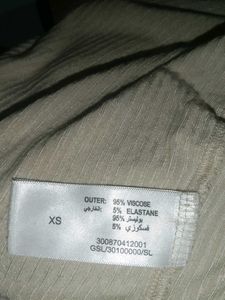 XS
OUTER: 95% VISCOSE
الخارجي: 5% ELASTANE
بوليستر 95%
فسكوزي 5%
300870412001
GSL/30100000/SL